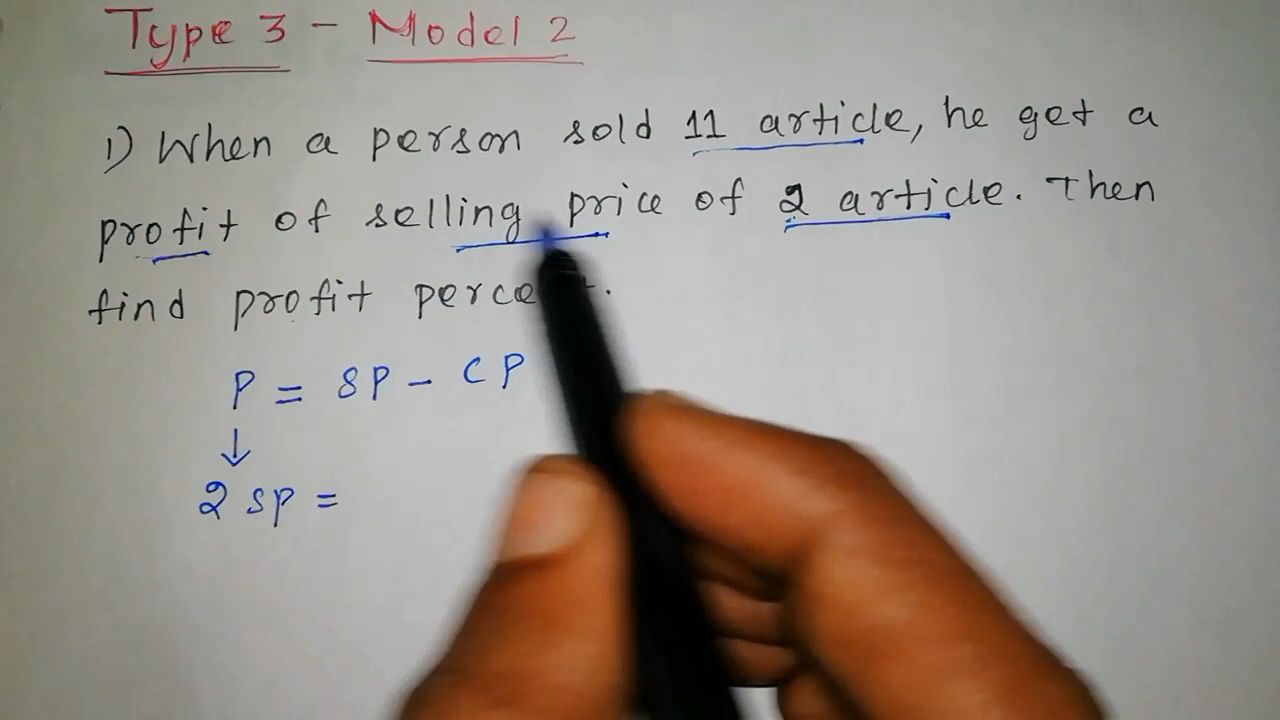 Type 3 - Model 2
1) When a person sold 11 article, he get a
profit of selling price of 2 article. Then
find profit
P = SP - CP
↓
2 SP =